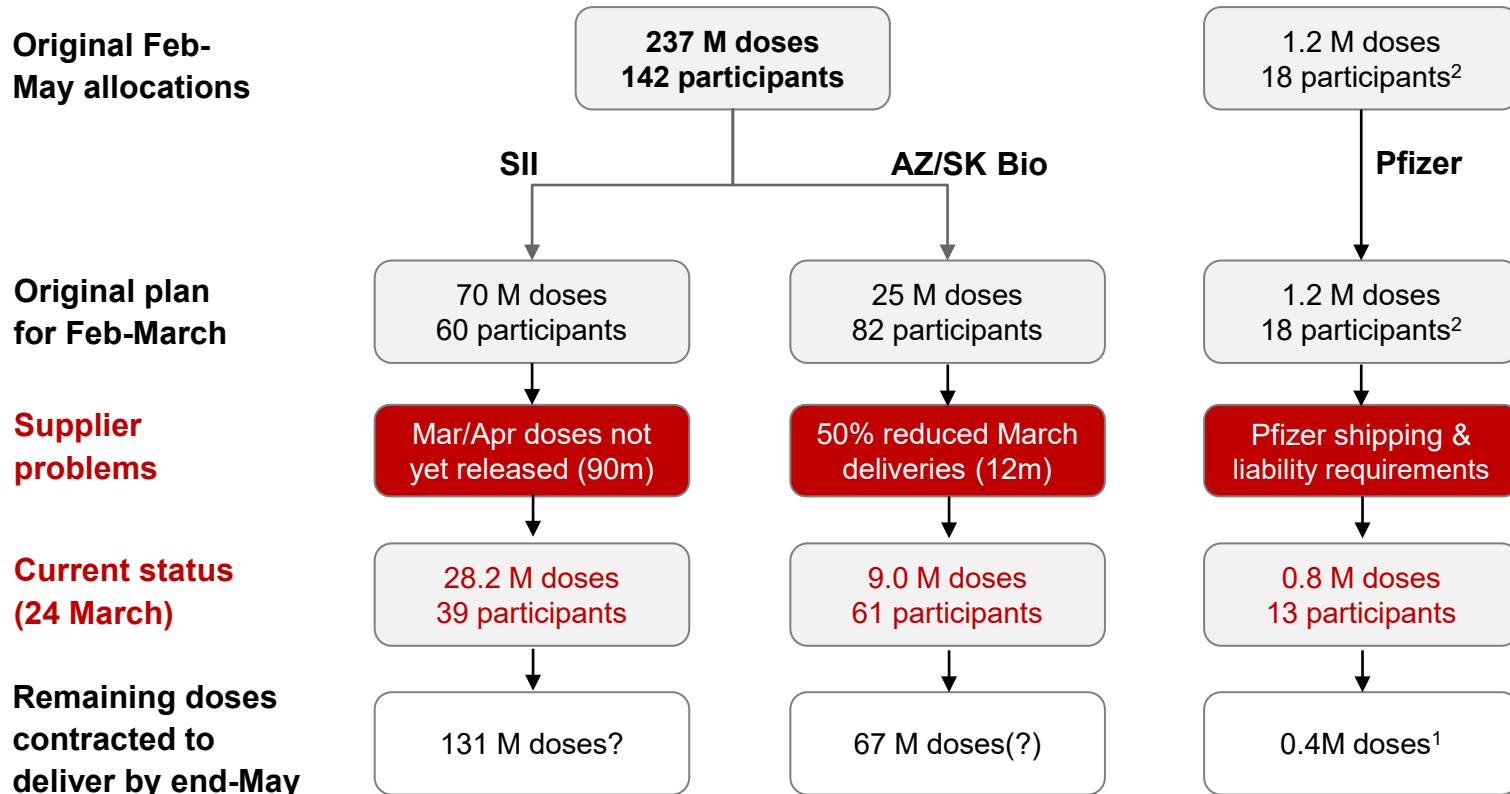 Original Feb-
May allocations
237 M doses
142 participants
1.2 M doses
18 participants²
SII
AZ/SK Bio
Pfizer
Original plan
for Feb-March
70 M doses
60 participants
25 M doses
82 participants
1.2 M doses
18 participants²
Supplier
problems
Mar/Apr doses not
yet released (90m)
50% reduced March
deliveries (12m)
Pfizer shipping &
liability requirements
Current status
(24 March)
28.2 M doses
39 participants
9.0 M doses
61 participants
0.8 M doses
13 participants
Remaining doses
contracted to
deliver by end-May
131 M doses?
67 M doses(?)
0.4M doses¹